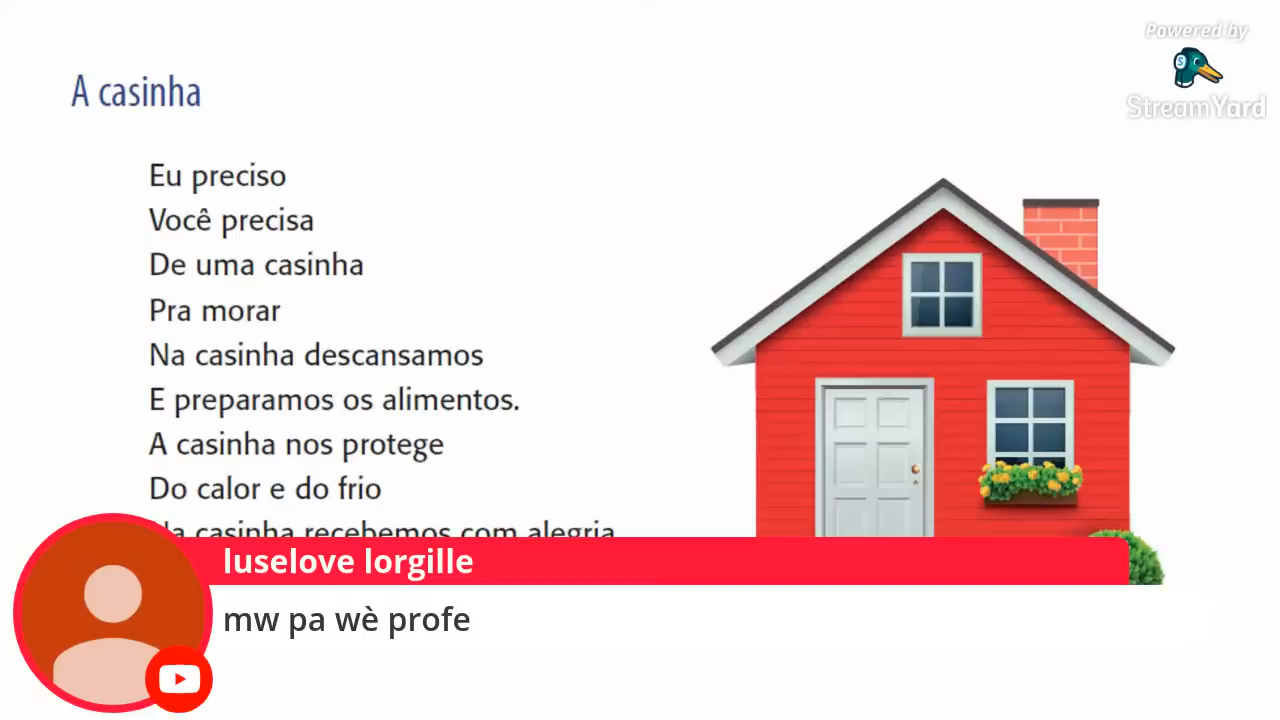 Powered by
StreamYard
A casinha
Eu preciso
Você precisa
De uma casinha
Pra morar
Na casinha descansamos
E preparamos os alimentos.
A casinha nos protege
Do calor e do frio
Na casinha recebemos com alegria
luselove lorgille
mw pa wè profe